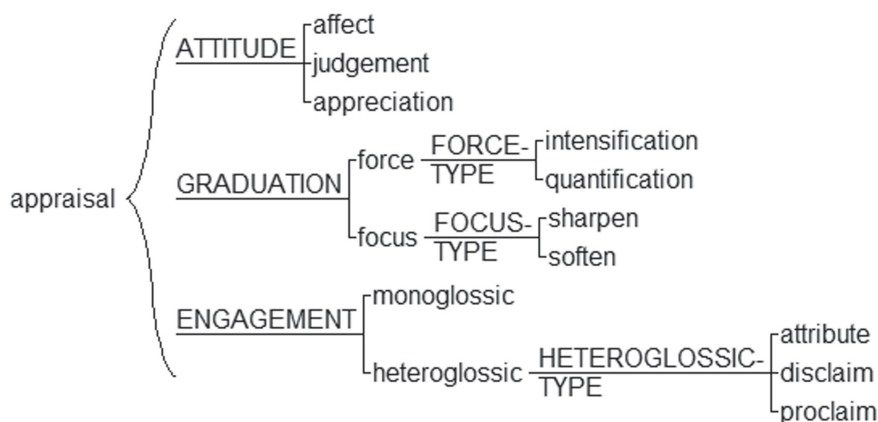 appraisal
ATTITUDE
affect
judgement
appreciation
GRADUATION
force
FORCE-
TYPE
intensification
quantification
focus
FOCUS-
TYPE
sharpen
soften
ENGAGEMENT
monoglossic
heteroglossic
HETEROGLOSSIC-
TYPE
attribute
disclaim
proclaim